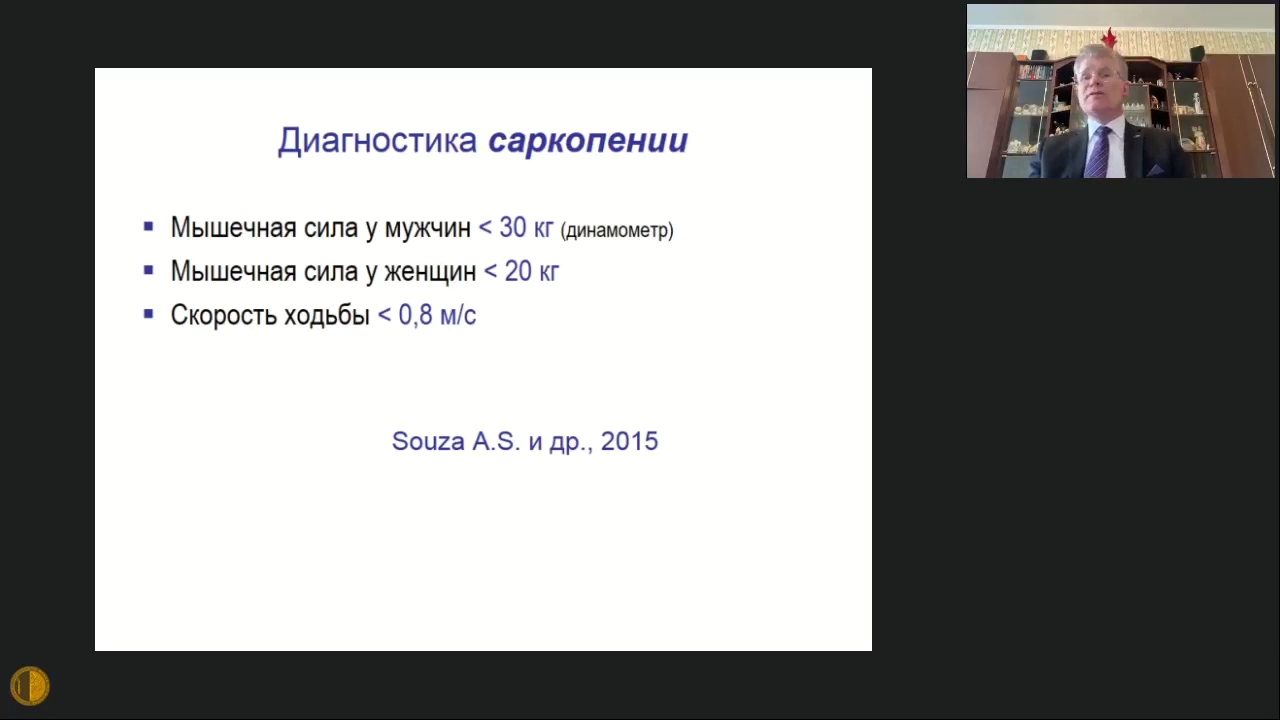 Диагностика саркопении
Мышечная сила у мужчин < 30 кг (динамометр)
Мышечная сила у женщин < 20 кг
Скорость ходьбы < 0,8 м/с
Souza A.S. и др., 2015